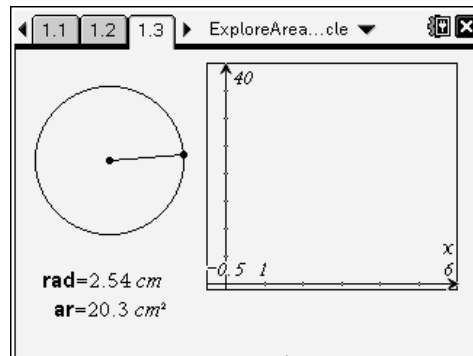 1.1 1.2 1.3 ExploreArea...cle
40
x
-0.5 1 6
rad=2.54 cm
ar=20.3 cm²